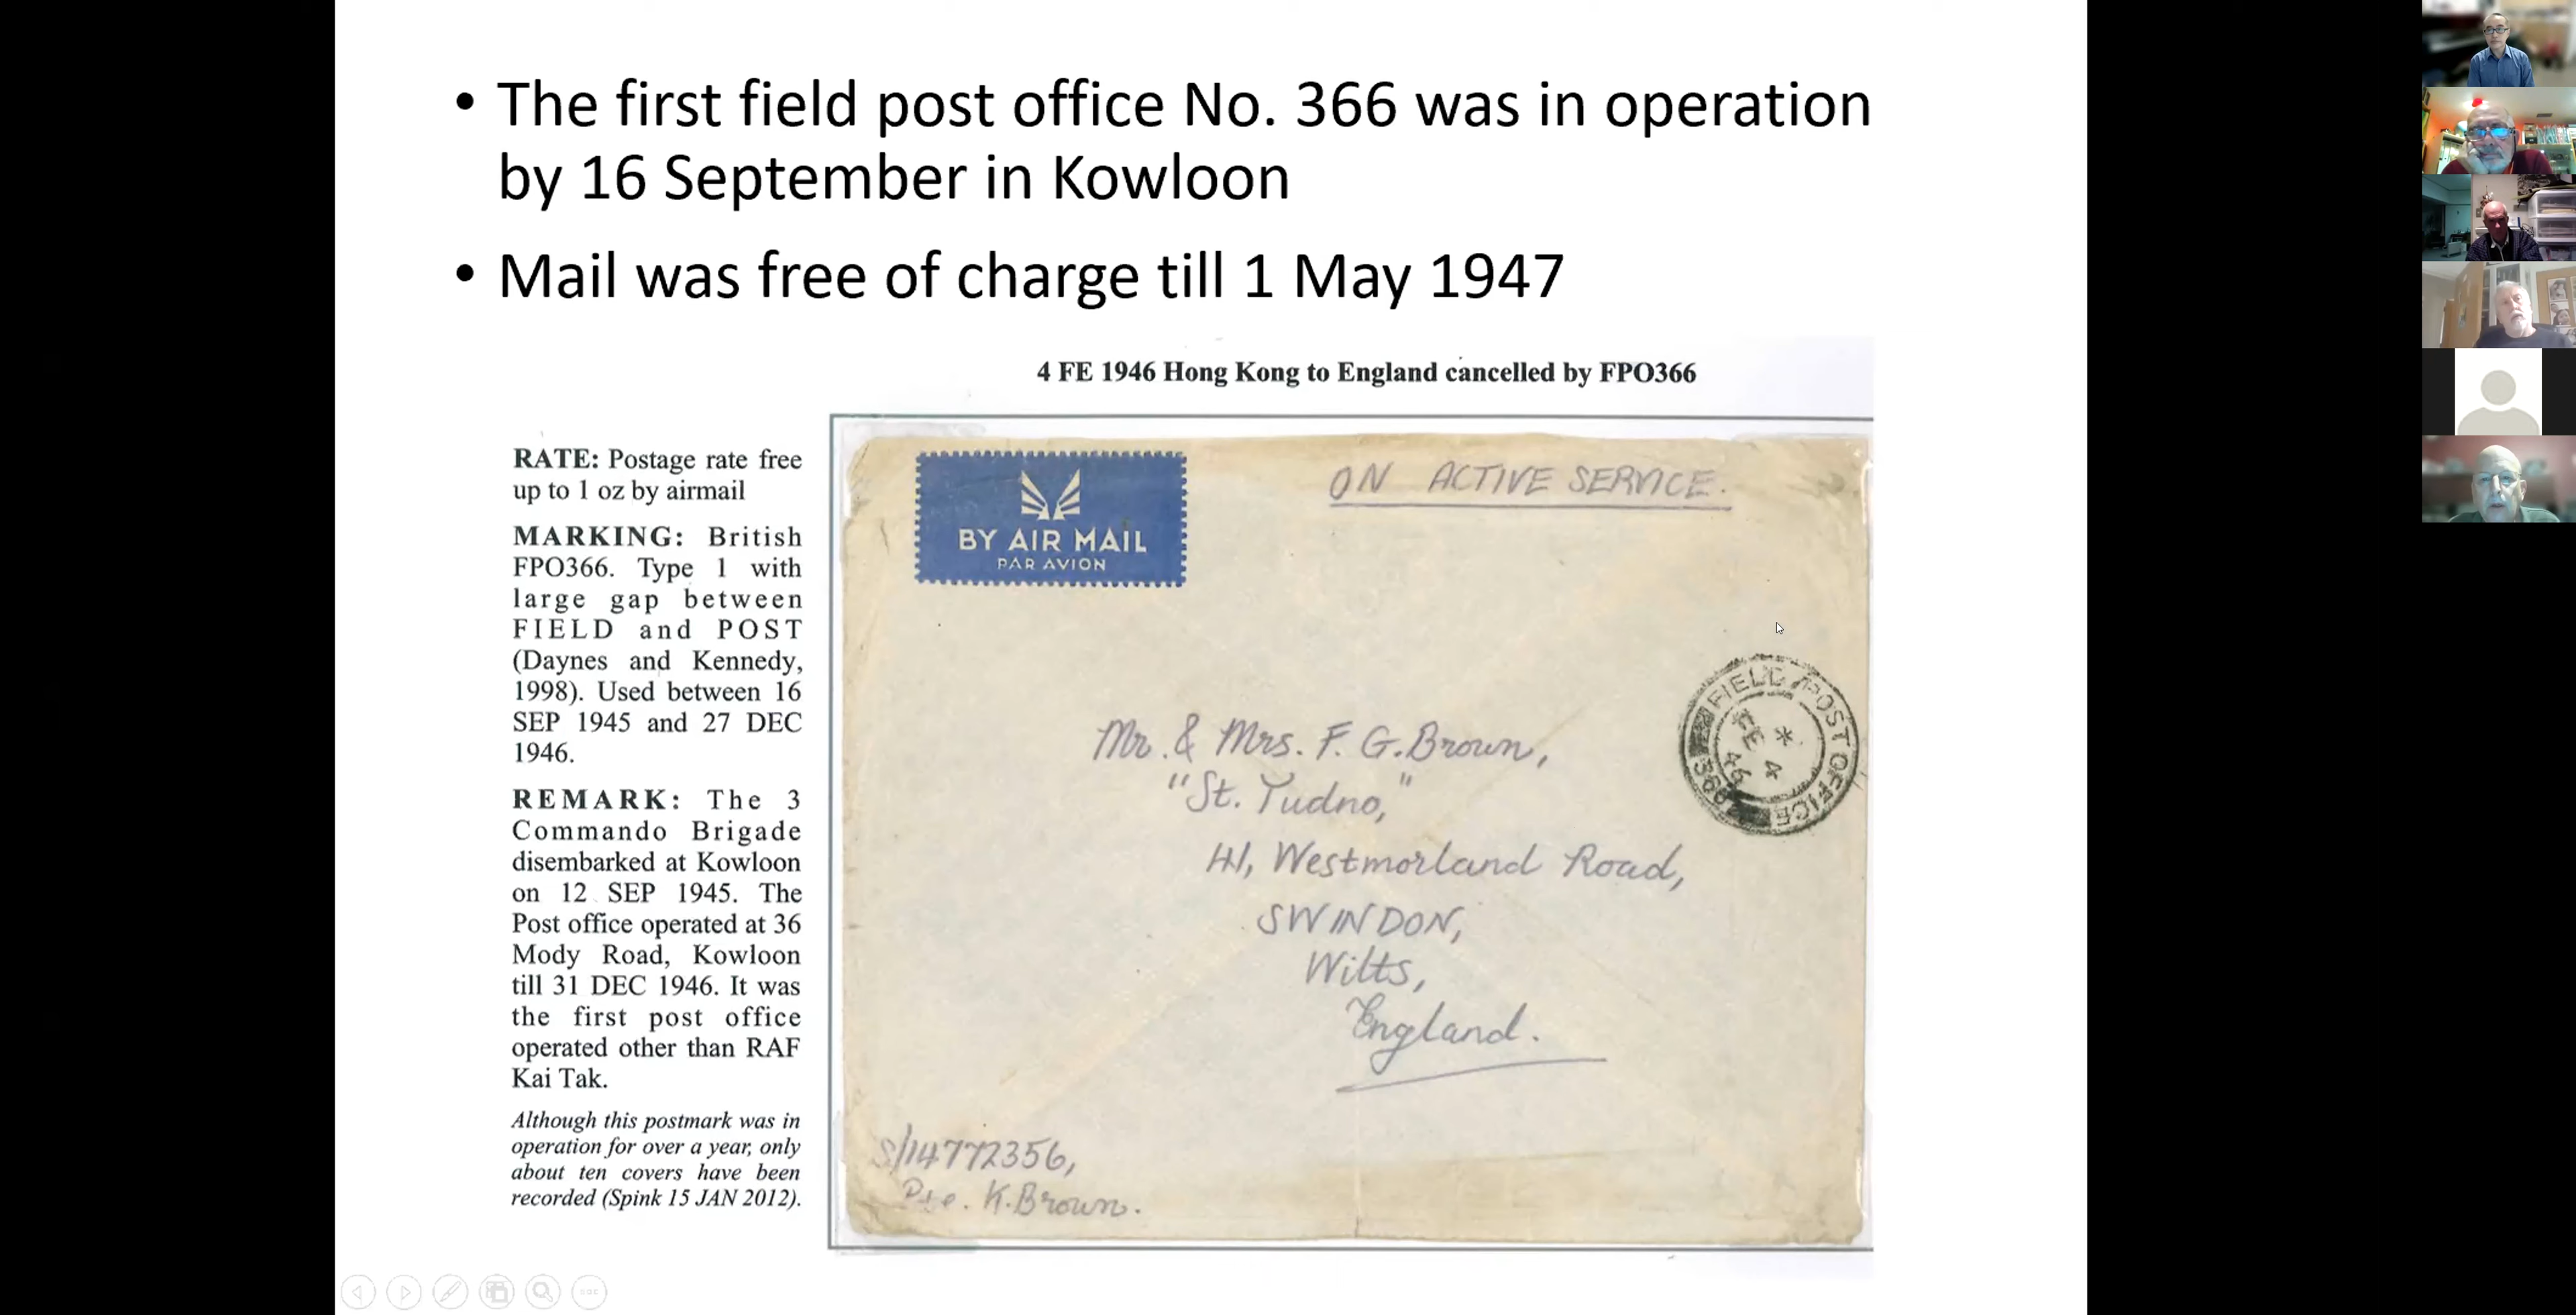 • The first field post office No. 366 was in operation
by 16 September in Kowloon
• Mail was free of charge till 1 May 1947
4 FE 1946 Hong Kong to England cancelled by FPO366
RATE: Postage rate free
up to 1 oz by airmail
MARKING: British
FPO366. Type 1 with
large gap between
FIELD and POST
(Daynes and Kennedy,
1998). Used between 16
SEP 1945 and 27 DEC
1946.
REMARK: The 3
Commando Brigade
disembarked at Kowloon
on 12 SEP 1945. The
Post office operated at 36
Mody Road, Kowloon
till 31 DEC 1946. It was
the first post office
operated other than RAF
Kai Tak.
Although this postmark was in
operation for over a year, only
about ten covers have been
recorded (Spink 15 JAN 2012).
BY AIR MAIL
PAR AVION
ON ACTIVE SERVICE.
FIELD POST OFFICE
366
*
FE 4
46
Mr. & Mrs. F. G. Brown,
"St. Tudno,"
41, Westmorland Road,
SWINDON,
Wilts,
England.
S/14772356,
Pte. K. Brown.